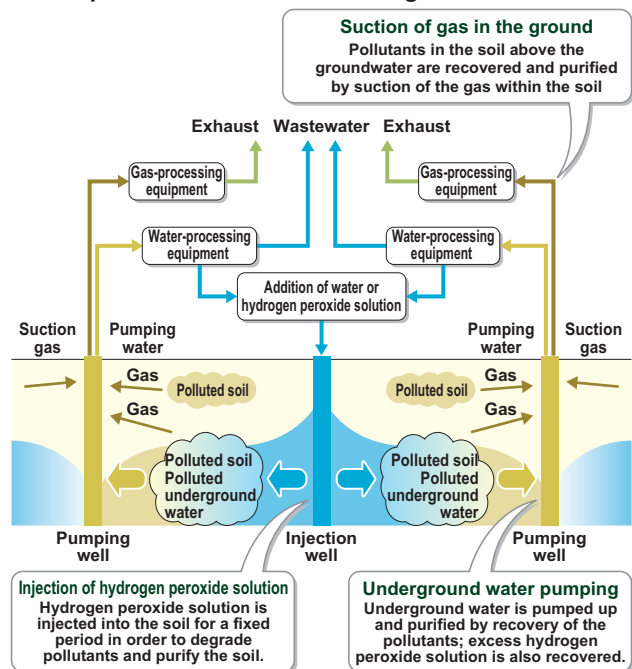 Suction of gas in the ground
Pollutants in the soil above the
groundwater are recovered and purified
by suction of the gas within the soil
Exhaust Wastewater Exhaust
Gas-processing
equipment
Gas-processing
equipment
Water-processing
equipment
Water-processing
equipment
Addition of water or
hydrogen peroxide solution
Suction
gas
Pumping
water
Pumping
water
Suction
gas
Gas
Polluted soil
Gas
Polluted soil
Gas
Gas
Polluted soil
Polluted
underground
water
Polluted soil
Polluted
underground
water
Pumping
well
Injection
well
Pumping
well
Injection of hydrogen peroxide solution
Hydrogen peroxide solution is
injected into the soil for a fixed
period in order to degrade
pollutants and purify the soil.
Underground water pumping
Underground water is pumped up
and purified by recovery of the
pollutants; excess hydrogen
peroxide solution is also recovered.